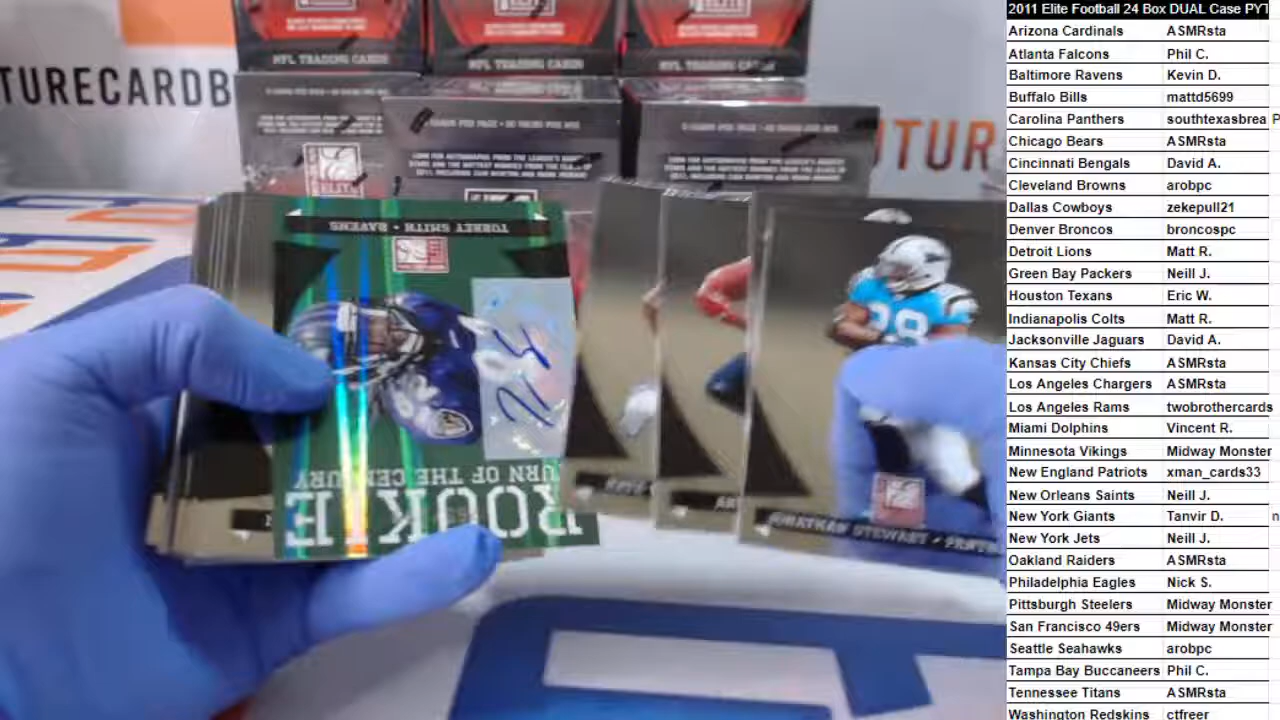 TURECARDB
NFL TRADING CARDS
NFL TRADING CARDS
UTUR
ELITE
TORREY SMITH • RAVENS
TURN OF THE CENTURY
ROOKIE
JONATHAN STEWART • PANTH
2011 Elite Football 24 Box DUAL Case PYT
Arizona Cardinals ASMRsta
Atlanta Falcons Phil C.
Baltimore Ravens Kevin D.
Buffalo Bills mattd5699
Carolina Panthers southtexasbrea P
Chicago Bears ASMRsta
Cincinnati Bengals David A.
Cleveland Browns arobpc
Dallas Cowboys zekepull21
Denver Broncos broncospc
Detroit Lions Matt R.
Green Bay Packers Neill J.
Houston Texans Eric W.
Indianapolis Colts Matt R.
Jacksonville Jaguars David A.
Kansas City Chiefs ASMRsta
Los Angeles Chargers ASMRsta
Los Angeles Rams twobrothercards
Miami Dolphins Vincent R.
Minnesota Vikings Midway Monster
New England Patriots xman_cards33
New Orleans Saints Neill J.
New York Giants Tanvir D. n
New York Jets Neill J.
Oakland Raiders ASMRsta
Philadelphia Eagles Nick S.
Pittsburgh Steelers Midway Monster
San Francisco 49ers Midway Monster
Seattle Seahawks arobpc
Tampa Bay Buccaneers Phil C.
Tennessee Titans ASMRsta
Washington Redskins ctfreer